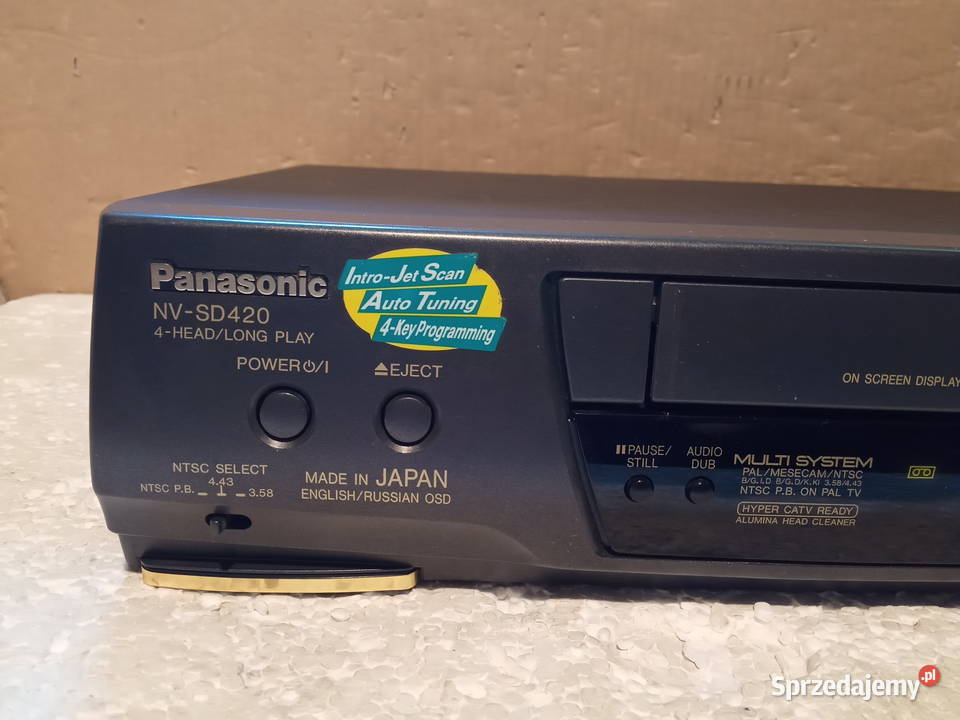 Panasonic
NV-SD420
4-HEAD/LONG PLAY
Intro-Jet Scan
Auto Tuning
4-Key Programming
POWER ⏻/I
⏏EJECT
NTSC SELECT
4.43
NTSC P.B. 3.58
MADE IN JAPAN
ENGLISH/RUSSIAN OSD
ON SCREEN DISPLAY
PAUSE/
STILL
AUDIO
DUB
MULTI SYSTEM
PAL/MESECAM/NTSC
B/G.I.D B/G.D/K.K1 3.58/4.43
NTSC P.B. ON PAL TV
HYPER CATV READY
ALUMINA HEAD CLEANER
Sprzedajemy.pl